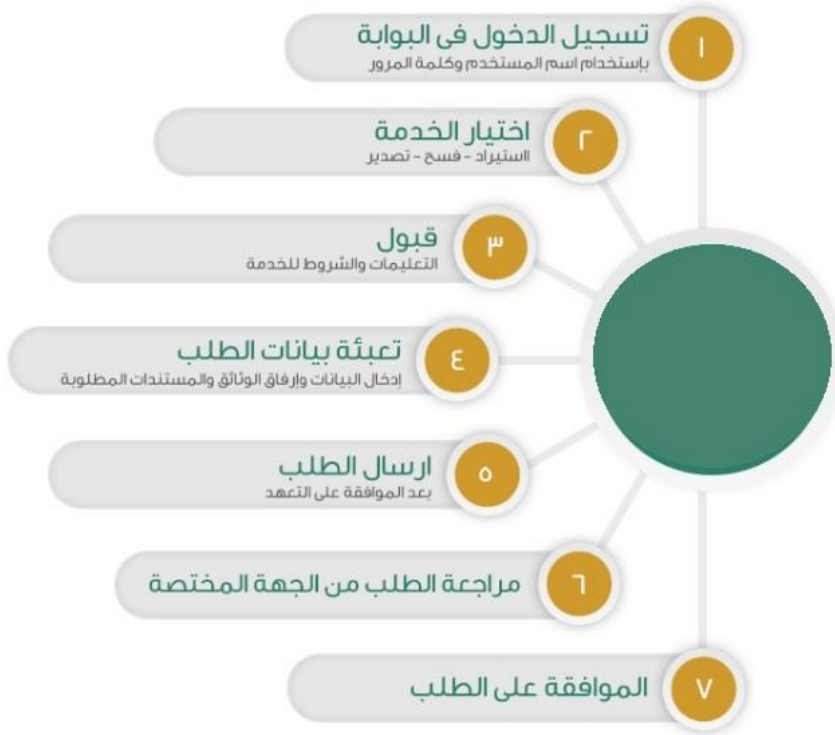 ١
تسجيل الدخول فى البوابة
بإستخدام اسم المستخدم وكلمة المرور
٢
اختيار الخدمة
ااستيراد - فسح - تصدير
٣
قبول
التعليمات والشروط للخدمة
٤
تعبئة بيانات الطلب
إدخال البيانات وإرفاق الوثائق والمستندات المطلوبة
٥
ارسال الطلب
بعد الموافقة على التعهد
٦
مراجعة الطلب من الجهة المختصة
٧
الموافقة على الطلب